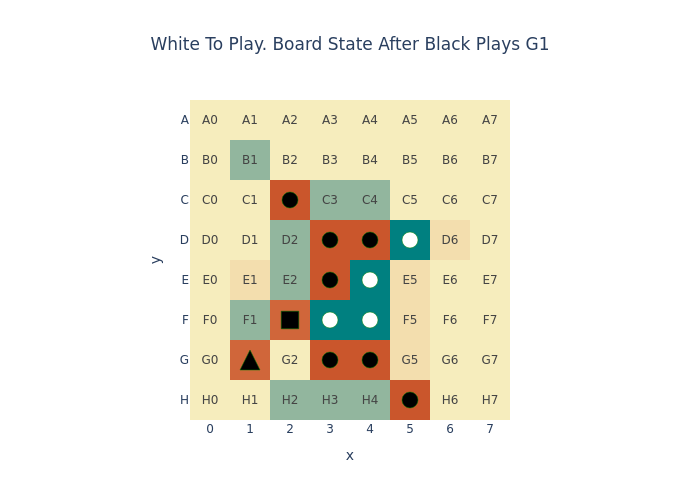 White To Play. Board State After Black Plays G1
A A0 A1 A2 A3 A4 A5 A6 A7
B B0 B1 B2 B3 B4 B5 B6 B7
C C0 C1 C3 C4 C5 C6 C7
D D0 D1 D2 D6 D7
y
E E0 E1 E2 E5 E6 E7
F F0 F1 F5 F6 F7
G G0 G2 G5 G6 G7
H H0 H1 H2 H3 H4 H6 H7
0 1 2 3 4 5 6 7
x